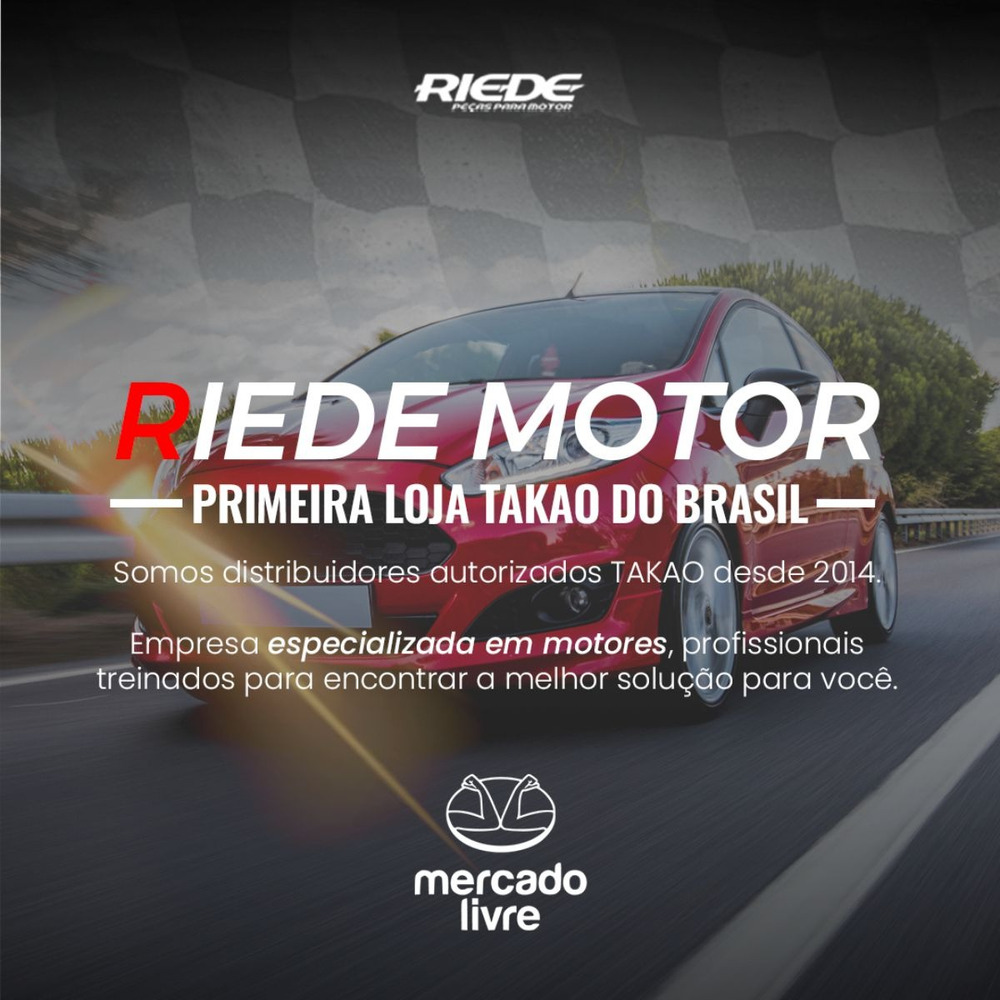 RIEDE
PEÇAS PARA MOTOR
RIEDE MOTOR
PRIMEIRA LOJA TAKAO DO BRASIL
Somos distribuidores autorizados TAKAO desde 2014.
Empresa especializada em motores, profissionais
treinados para encontrar a melhor solução para você.
mercado
livre